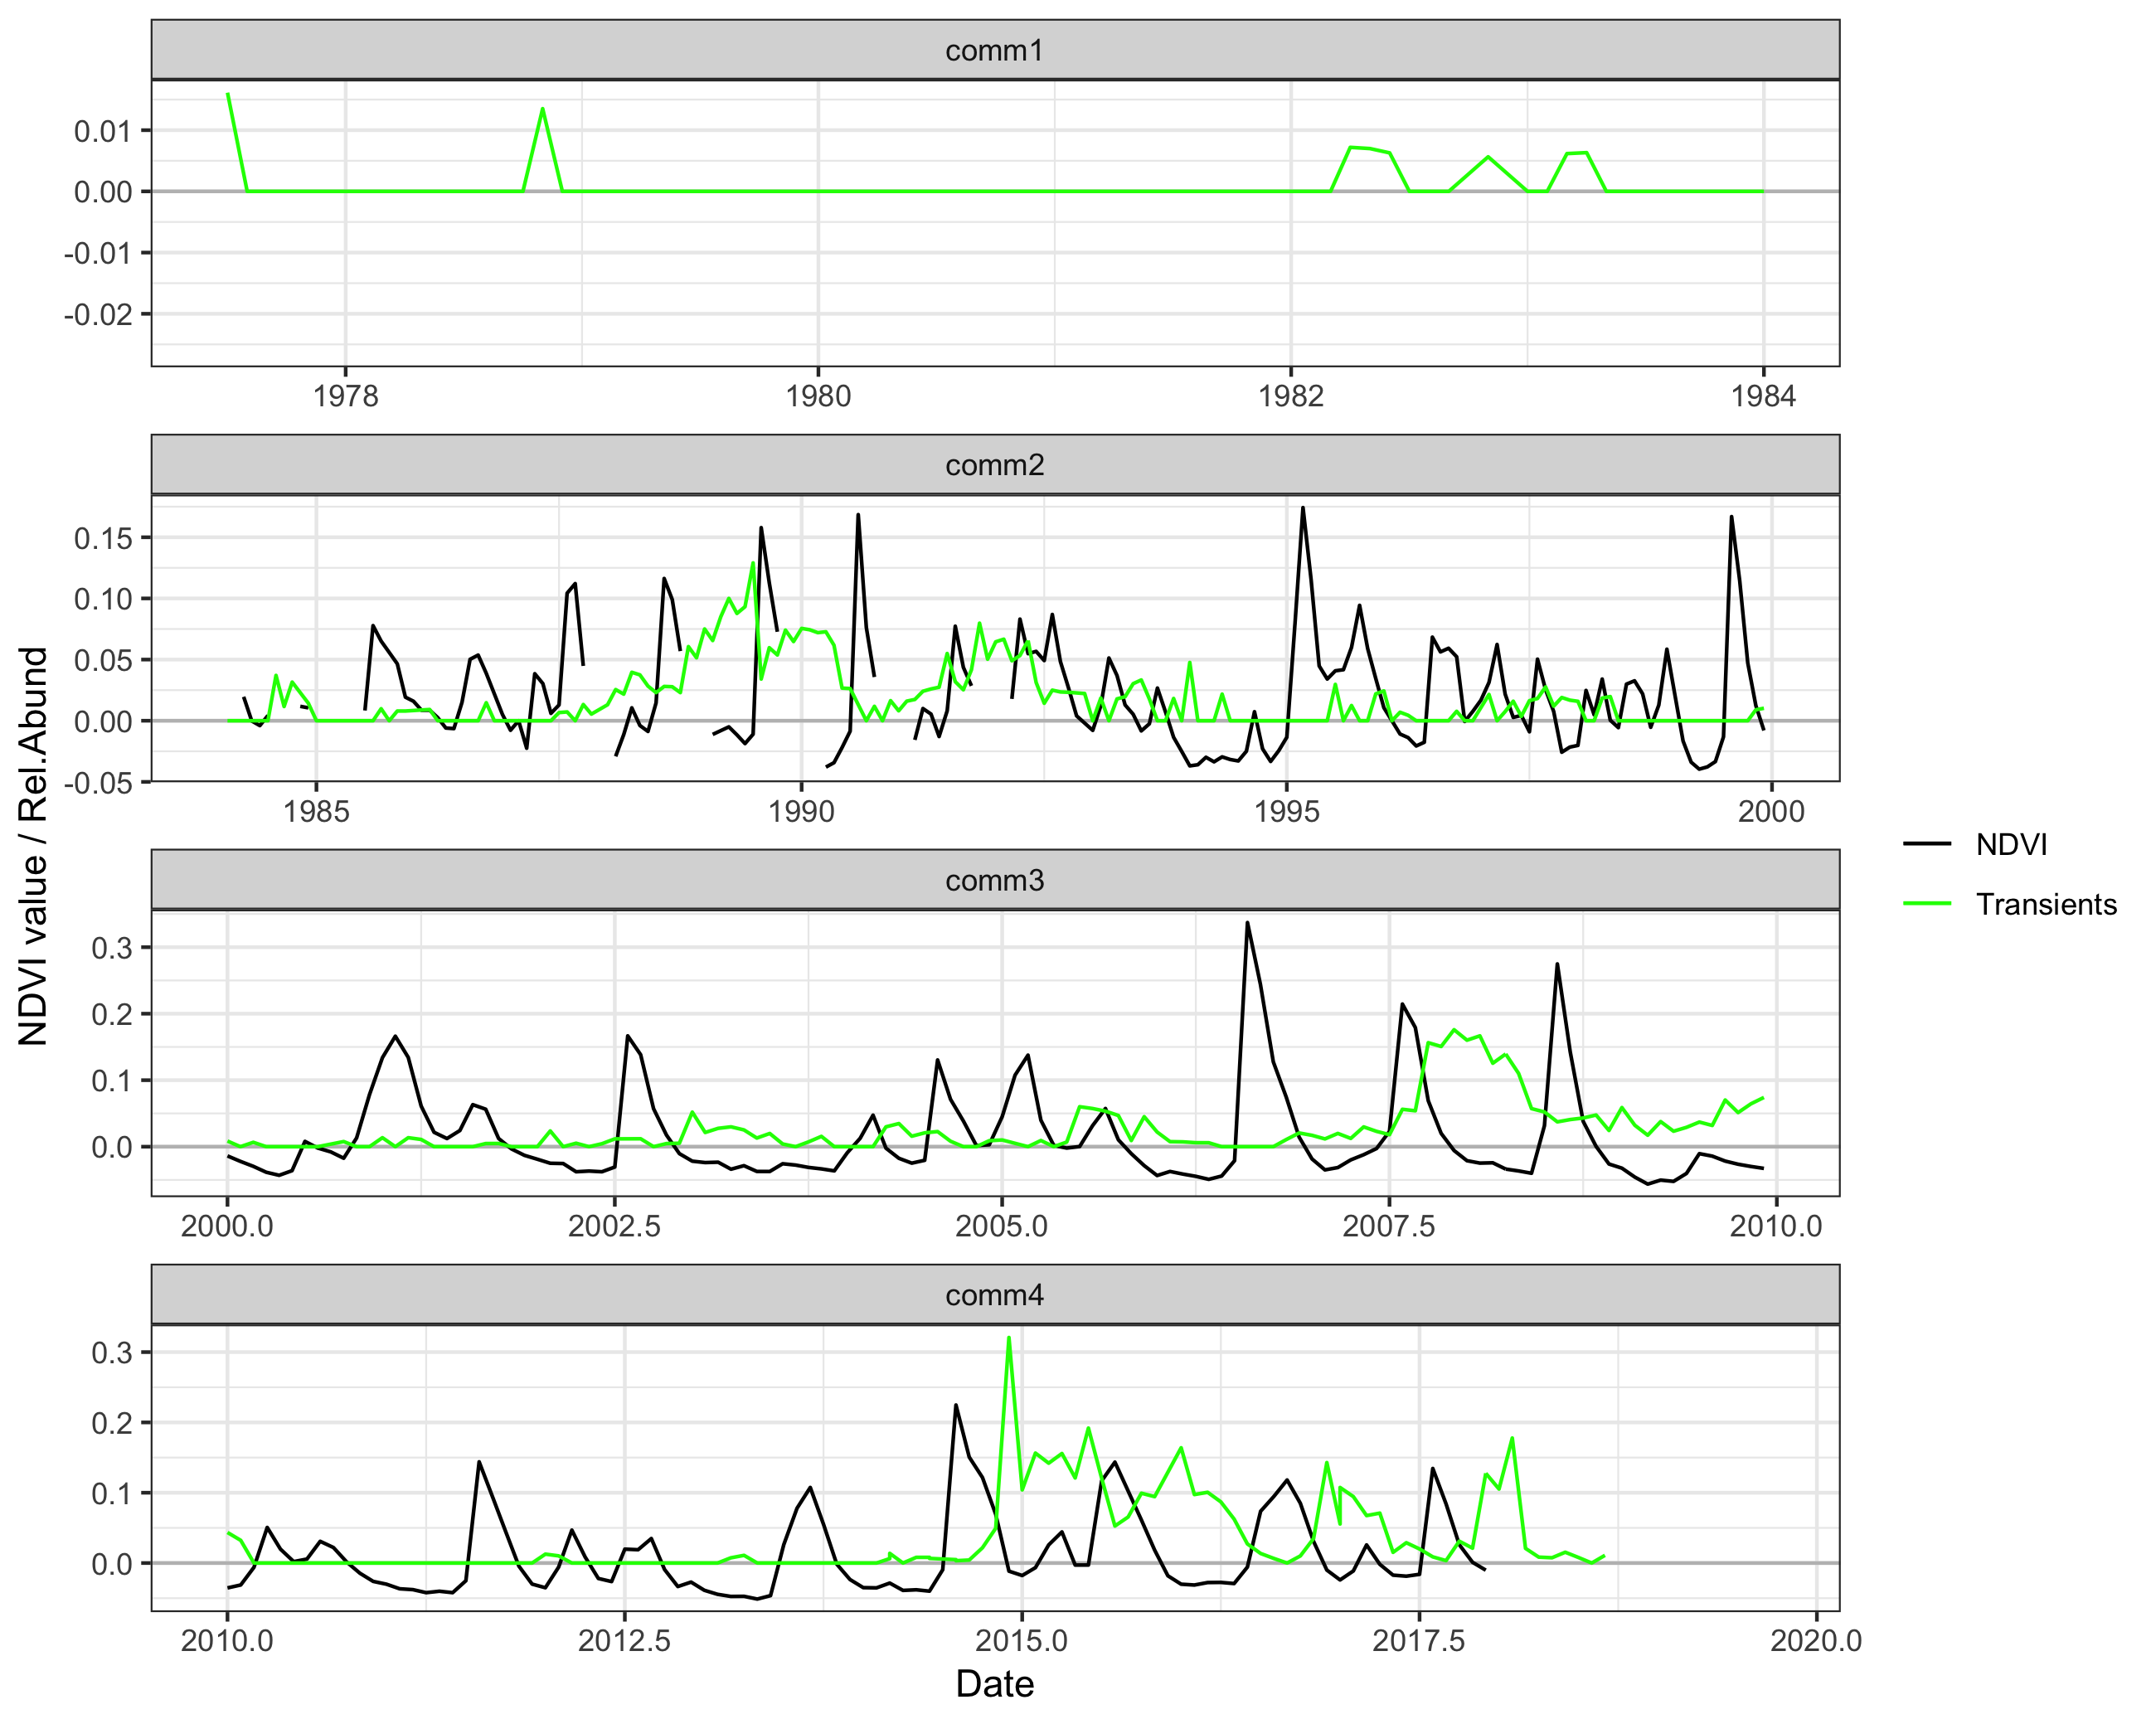 comm1
0.01
0.00
-0.01
-0.02
1978 1980 1982 1984
comm2
0.15
0.10
0.05
0.00
-0.05
1985 1990 1995 2000
NDVI value / Rel.Abund
comm3
0.3
0.2
0.1
0.0
2000.0 2002.5 2005.0 2007.5 2010.0
comm4
0.3
0.2
0.1
0.0
2010.0 2012.5 2015.0 2017.5 2020.0
Date
NDVI
Transients